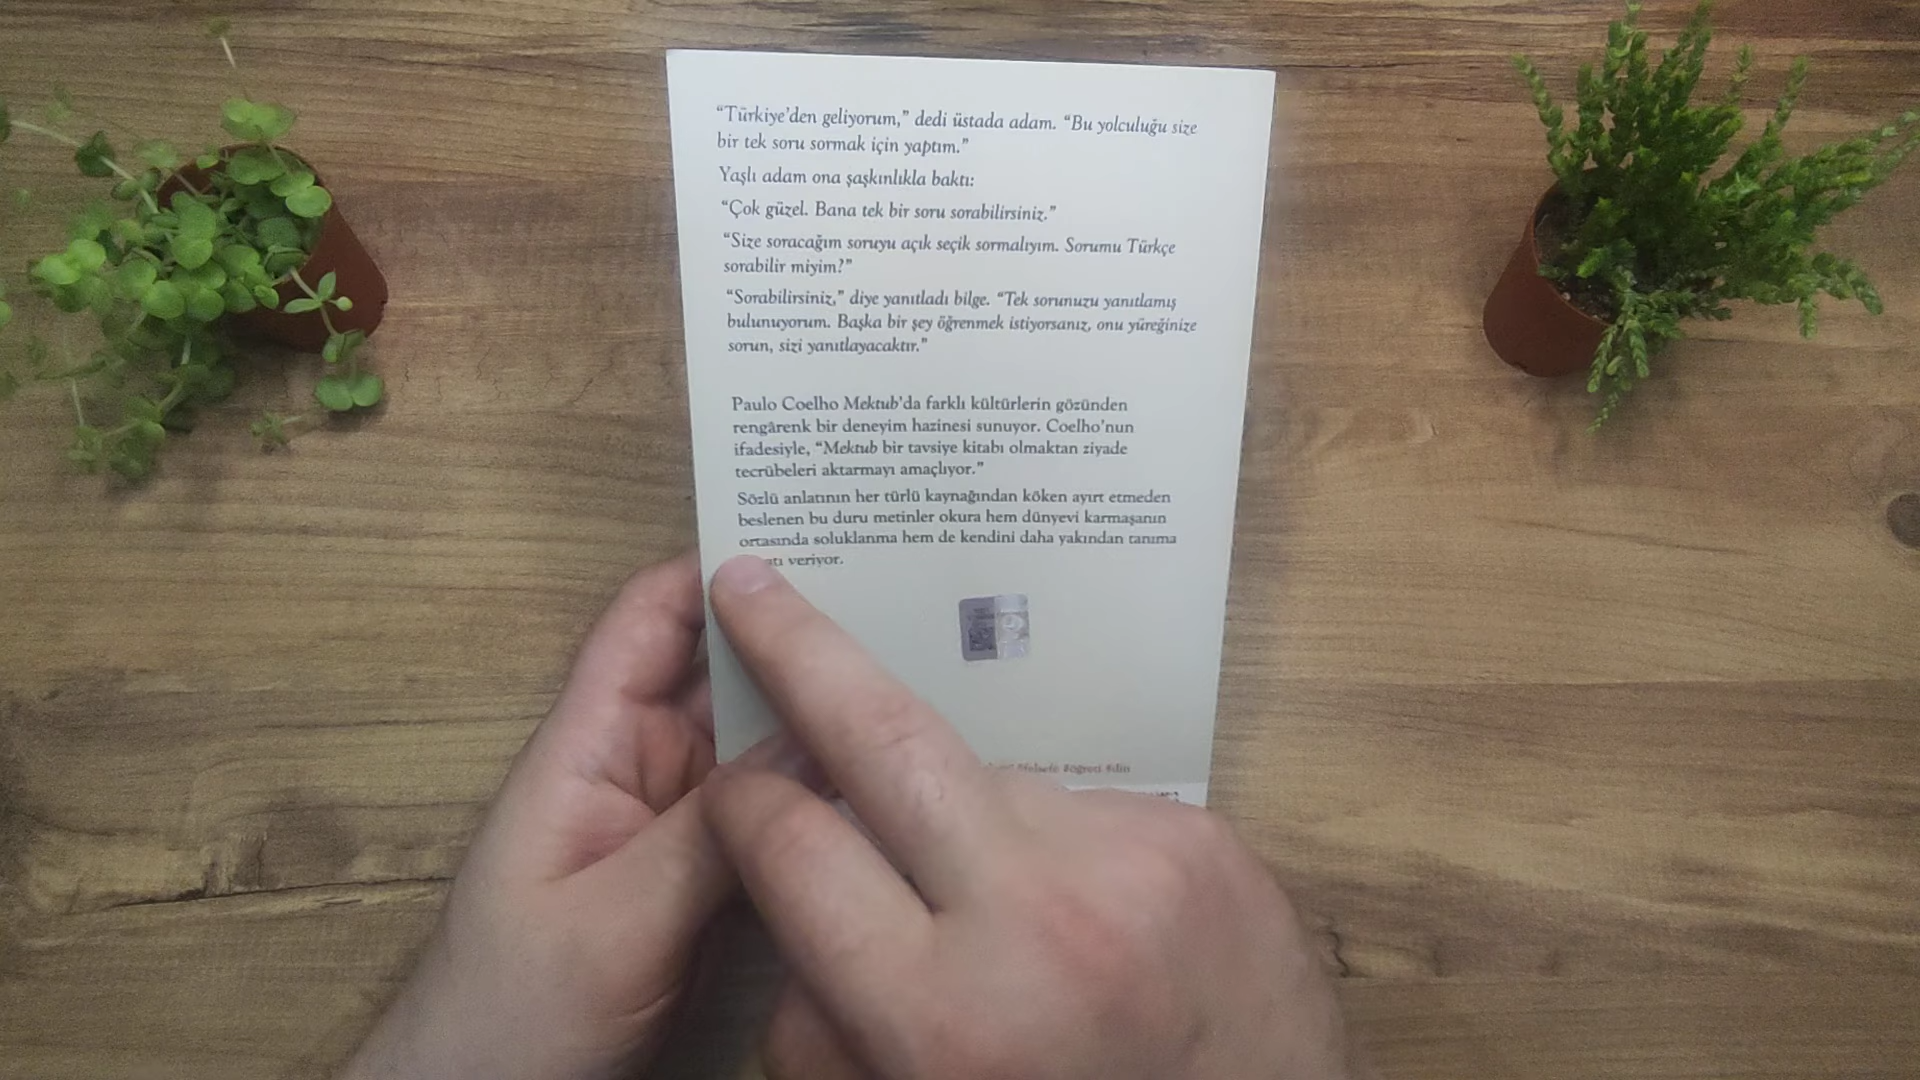 “Türkiye’den geliyorum,” dedi üstada adam. “Bu yolculuğu size
bir tek soru sormak için yaptım.”
Yaşlı adam ona şaşkınlıkla baktı:
“Çok güzel. Bana tek bir soru sorabilirsiniz.”
“Size soracağım soruyu açık seçik sormalıyım. Sorumu Türkçe
sorabilir miyim?”
“Sorabilirsiniz,” diye yanıtladı bilge. “Tek sorunuzu yanıtlamış
bulunuyorum. Başka bir şey öğrenmek istiyorsanız, onu yüreğinize
sorun, sizi yanıtlayacaktır.”
Paulo Coelho Mektub’da farklı kültürlerin gözünden
rengârenk bir deneyim hazinesi sunuyor. Coelho’nun
ifadesiyle, “Mektub bir tavsiye kitabı olmaktan ziyade
tecrübeleri aktarmayı amaçlıyor.”
Sözlü anlatının her türlü kaynağından köken ayırt etmeden
beslenen bu duru metinler okura hem dünyevi karmaşanın
ortasında soluklanma hem de kendini daha yakından tanıma
veriyor.
#felsefe #öğreti #din